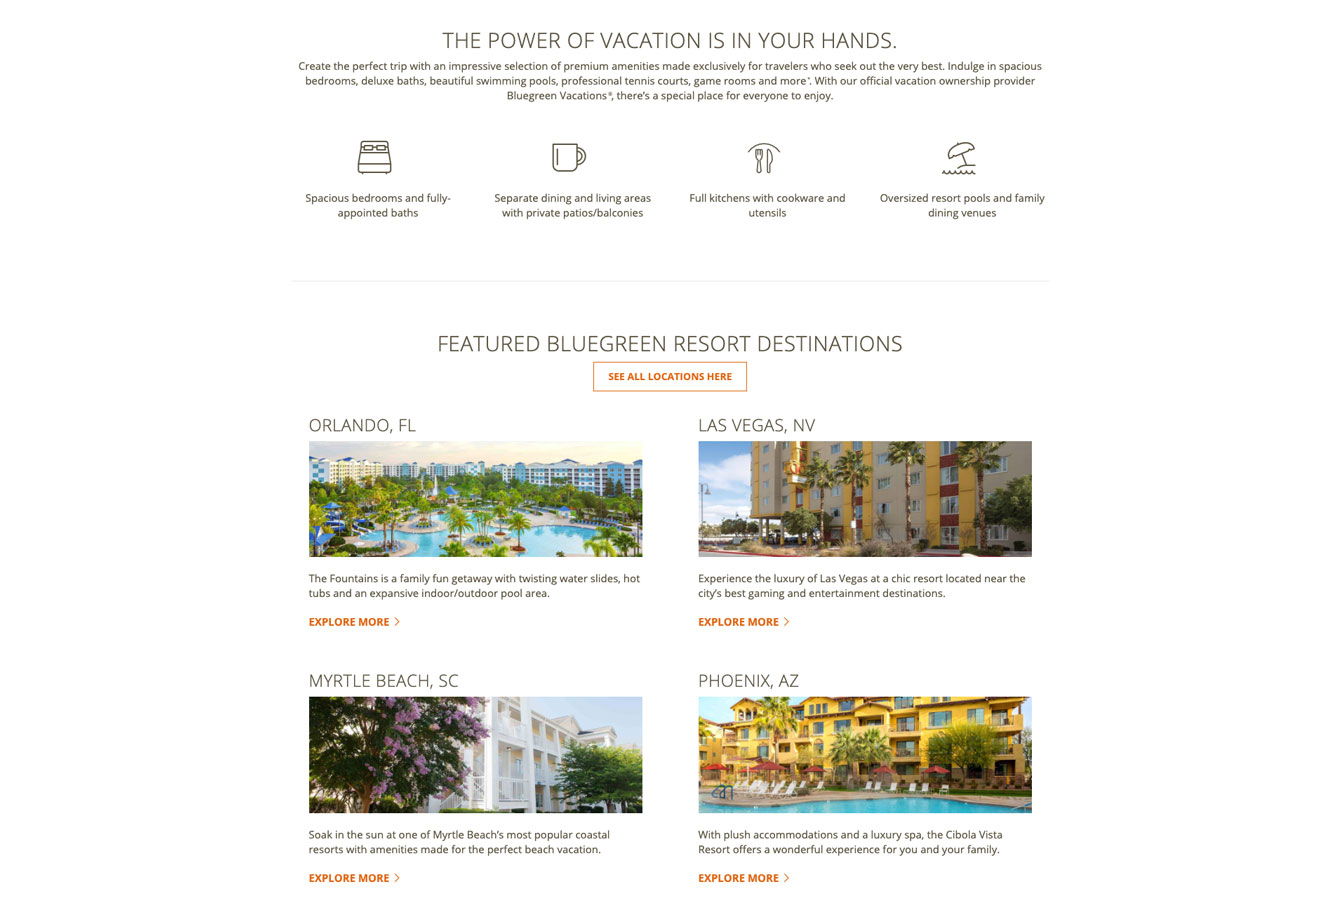 THE POWER OF VACATION IS IN YOUR HANDS.
Create the perfect trip with an impressive selection of premium amenities made exclusively for travelers who seek out the very best. Indulge in spacious
bedrooms, deluxe baths, beautiful swimming pools, professional tennis courts, game rooms and more*. With our official vacation ownership provider
Bluegreen Vacations®, there’s a special place for everyone to enjoy.
Spacious bedrooms and fully-
appointed baths
Separate dining and living areas
with private patios/balconies
Full kitchens with cookware and
utensils
Oversized resort pools and family
dining venues
FEATURED BLUEGREEN RESORT DESTINATIONS
SEE ALL LOCATIONS HERE
ORLANDO, FL
The Fountains is a family fun getaway with twisting water slides, hot
tubs and an expansive indoor/outdoor pool area.
EXPLORE MORE
LAS VEGAS, NV
Experience the luxury of Las Vegas at a chic resort located near the
city’s best gaming and entertainment destinations.
EXPLORE MORE
MYRTLE BEACH, SC
Soak in the sun at one of Myrtle Beach’s most popular coastal
resorts with amenities made for the perfect beach vacation.
EXPLORE MORE
PHOENIX, AZ
With plush accommodations and a luxury spa, the Cibola Vista
Resort offers a wonderful experience for you and your family.
EXPLORE MORE